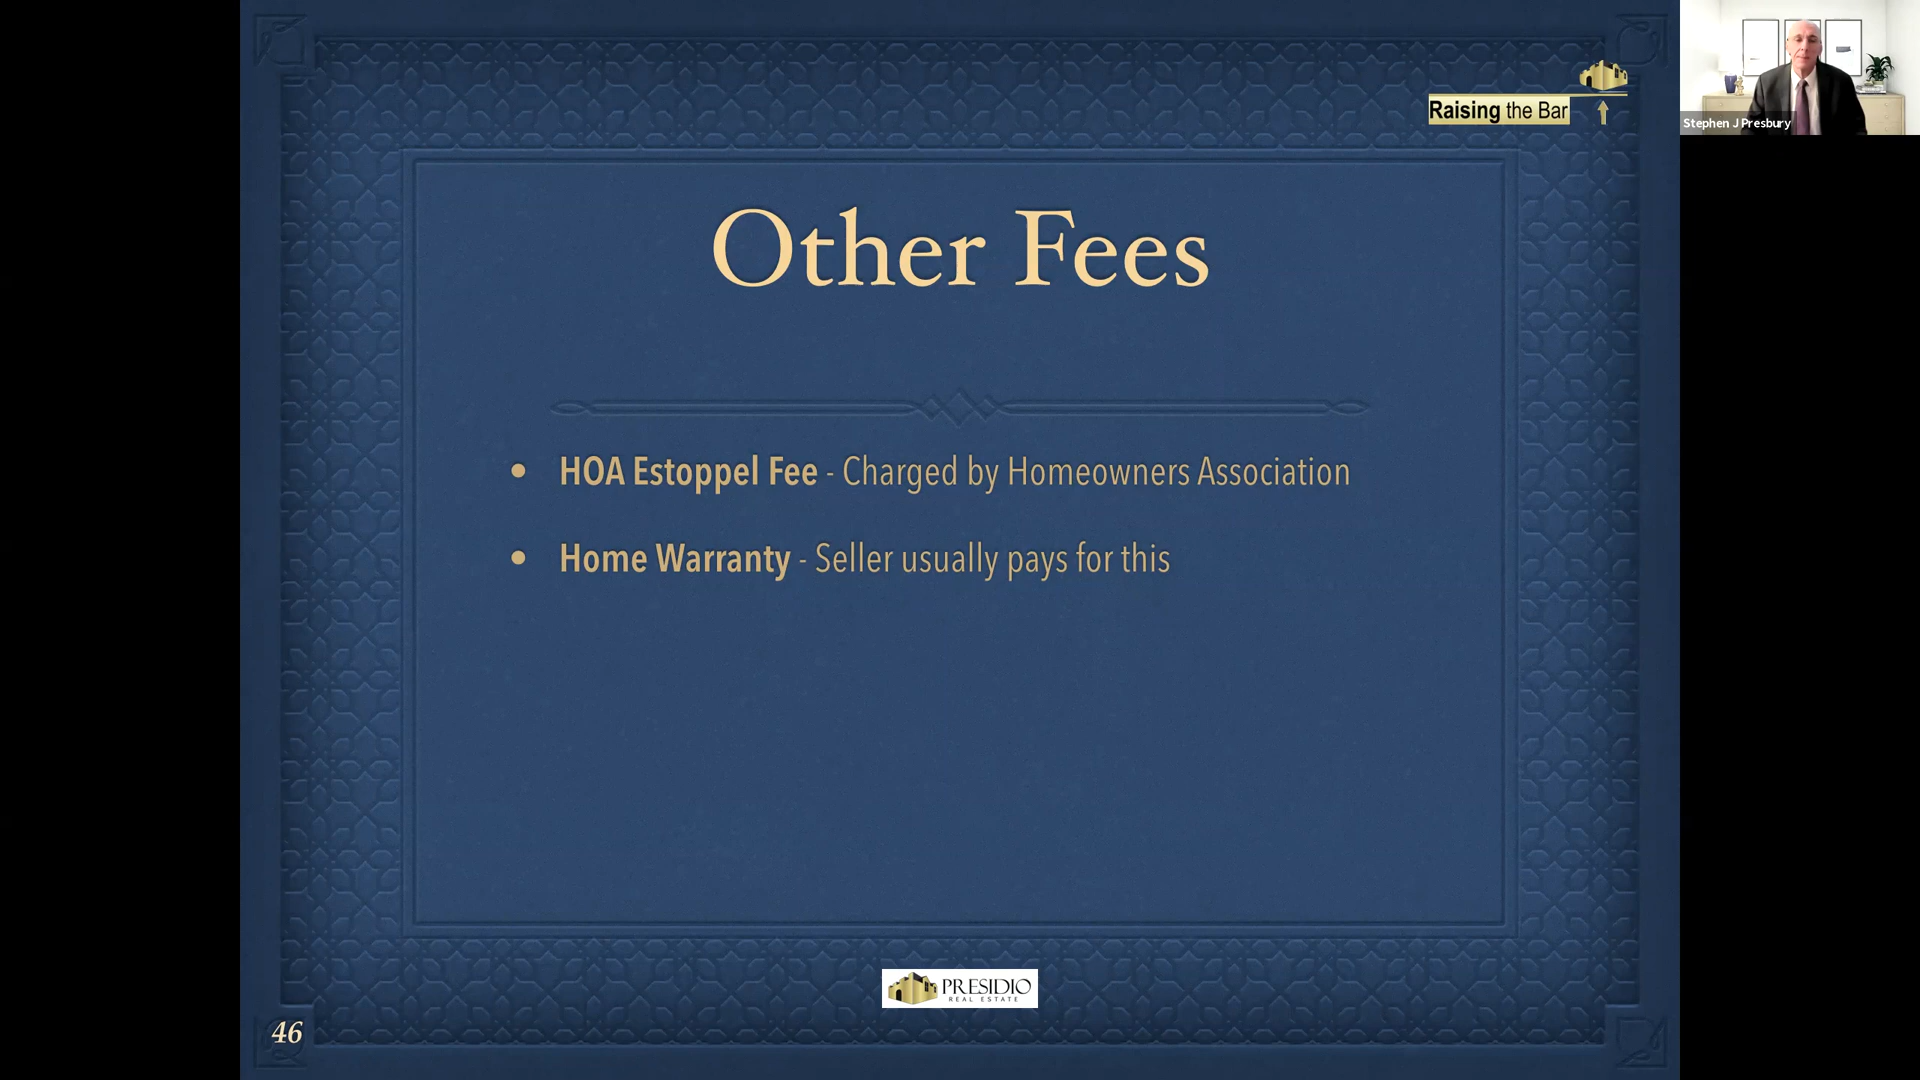 Raising the Bar
Stephen J Presbury
Other Fees
• HOA Estoppel Fee - Charged by Homeowners Association
• Home Warranty - Seller usually pays for this
PRESIDIO
REAL ESTATE
46